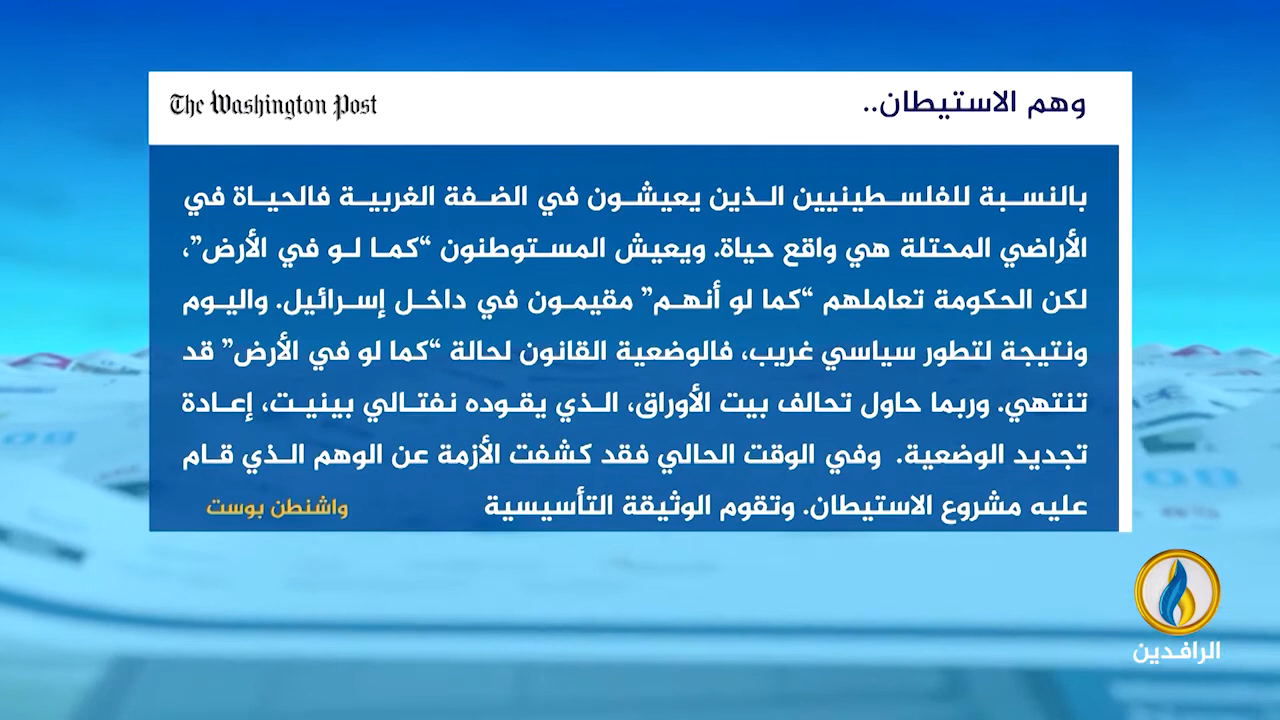 وهم الاستيطان..
The Washington Post
بالنسبة للفلسطينيين الذين يعيشون في الضفة الغربية فالحياة في
الأراضي المحتلة هي واقع حياة. ويعيش المستوطنون “كما لو في الأرض”،
لكن الحكومة تعاملهم “كما لو أنهم” مقيمون في داخل إسرائيل. واليوم
ونتيجة لتطور سياسي غريب، فالوضعية القانون لحالة “كما لو في الأرض” قد
تنتهي. وربما حاول تحالف بيت الأوراق، الذي يقوده نفتالي بينيت، إعادة
تجديد الوضعية. وفي الوقت الحالي فقد كشفت الأزمة عن الوهم الذي قام
عليه مشروع الاستيطان. وتقوم الوثيقة التأسيسية
واشنطن بوست
الرافدين